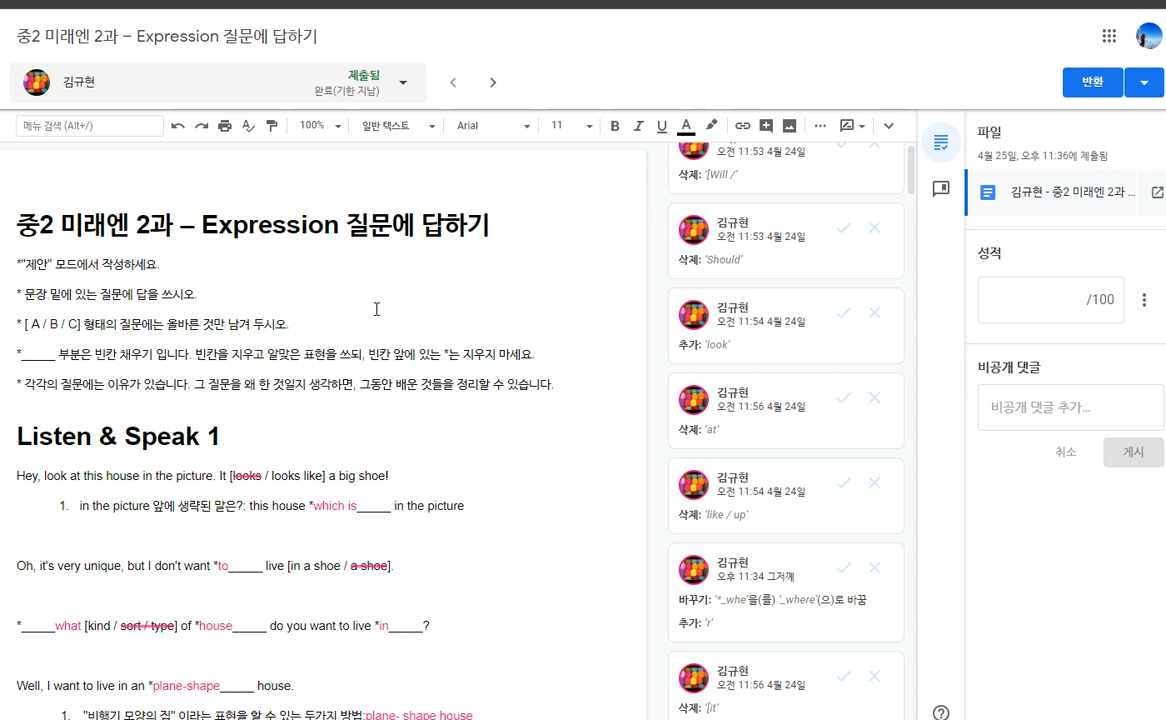 중2 미래엔 2과 – Expression 질문에 답하기
김규현
제출됨
완료(기한 지남)
반환
메뉴 검색 (Alt+/)
100%
일반 텍스트
Arial
11
B I U A
중2 미래엔 2과 – Expression 질문에 답하기
*"제안" 모드에서 작성하세요.
* 문장 밑에 있는 질문에 답을 쓰시오.
* [ A / B / C] 형태의 질문에는 올바른 것만 남겨 두시오.
*_____ 부분은 빈칸 채우기 입니다. 빈칸을 지우고 알맞은 표현을 쓰되, 빈칸 앞에 있는 *는 지우지 마세요.
* 각각의 질문에는 이유가 있습니다. 그 질문을 왜 한 것일지 생각하면, 그동안 배운 것들을 정리할 수 있습니다.
Listen & Speak 1
Hey, look at this house in the picture. It [looks / looks like] a big shoe!
1. in the picture 앞에 생략된 말은?: this house *which is_____ in the picture
Oh, it's very unique, but I don't want *to_____ live [in a shoe / a shoe].
*_____what [kind / sort / type] of *house_____ do you want to live *in_____?
Well, I want to live in an *plane-shape_____ house.
1. "비행기 모양의 집" 이라는 표현을 할 수 있는 두가지 방법:plane- shape house
오전 11:53 4월 24일
삭제: '[Will /'
김규현
오전 11:53 4월 24일
삭제: 'Should'
김규현
오전 11:54 4월 24일
추가: 'look'
김규현
오전 11:56 4월 24일
삭제: 'at'
김규현
오전 11:54 4월 24일
삭제: 'like / up'
김규현
오후 11:34 그저께
바꾸기: '*_whe'을(를) '_where'(으)로 바꿈
추가: 'r'
김규현
오전 11:56 4월 24일
삭제: '[it'
파일
4월 25일, 오후 11:36에 제출됨
김규현 - 중2 미래엔 2과 ...
성적
/100
비공개 댓글
비공개 댓글 추가...
취소
게시